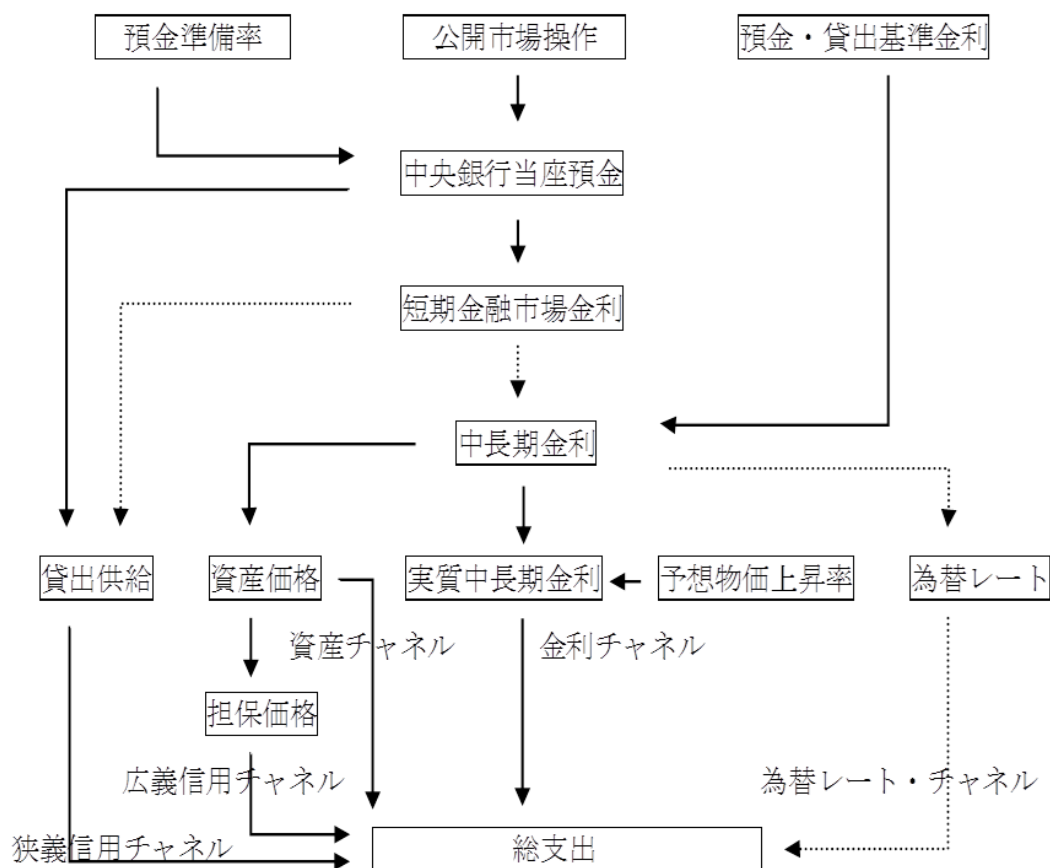 預金準備率
公開市場操作
預金・貸出基準金利
中央銀行当座預金
短期金融市場金利
中長期金利
貸出供給
資産価格
実質中長期金利
予想物価上昇率
為替レート
資産チャネル
金利チャネル
担保価格
広義信用チャネル
為替レート・チャネル
狭義信用チャネル
総支出